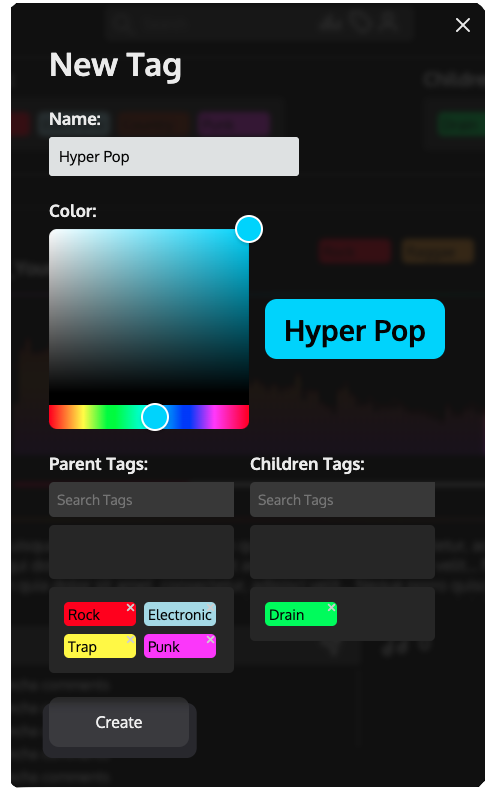 New Tag
Name:
Hyper Pop
Color:
Hyper Pop
Parent Tags:
Children Tags:
Search Tags
Search Tags
Rock
Electronic
Drain
Trap
Punk
Create